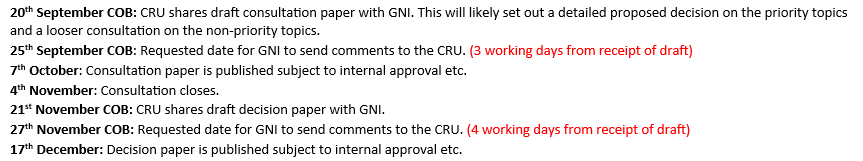 20th September COB: CRU shares draft consultation paper with GNI. This will likely set out a detailed proposed decision on the priority topics
and a looser consultation on the non-priority topics.
25th September COB: Requested date for GNI to send comments to the CRU. (3 working days from receipt of draft)
7th October: Consultation paper is published subject to internal approval etc.
4th November: Consultation closes.
21st November COB: CRU shares draft decision paper with GNI.
27th November COB: Requested date for GNI to send comments to the CRU. (4 working days from receipt of draft)
17th December: Decision paper is published subject to internal approval etc.